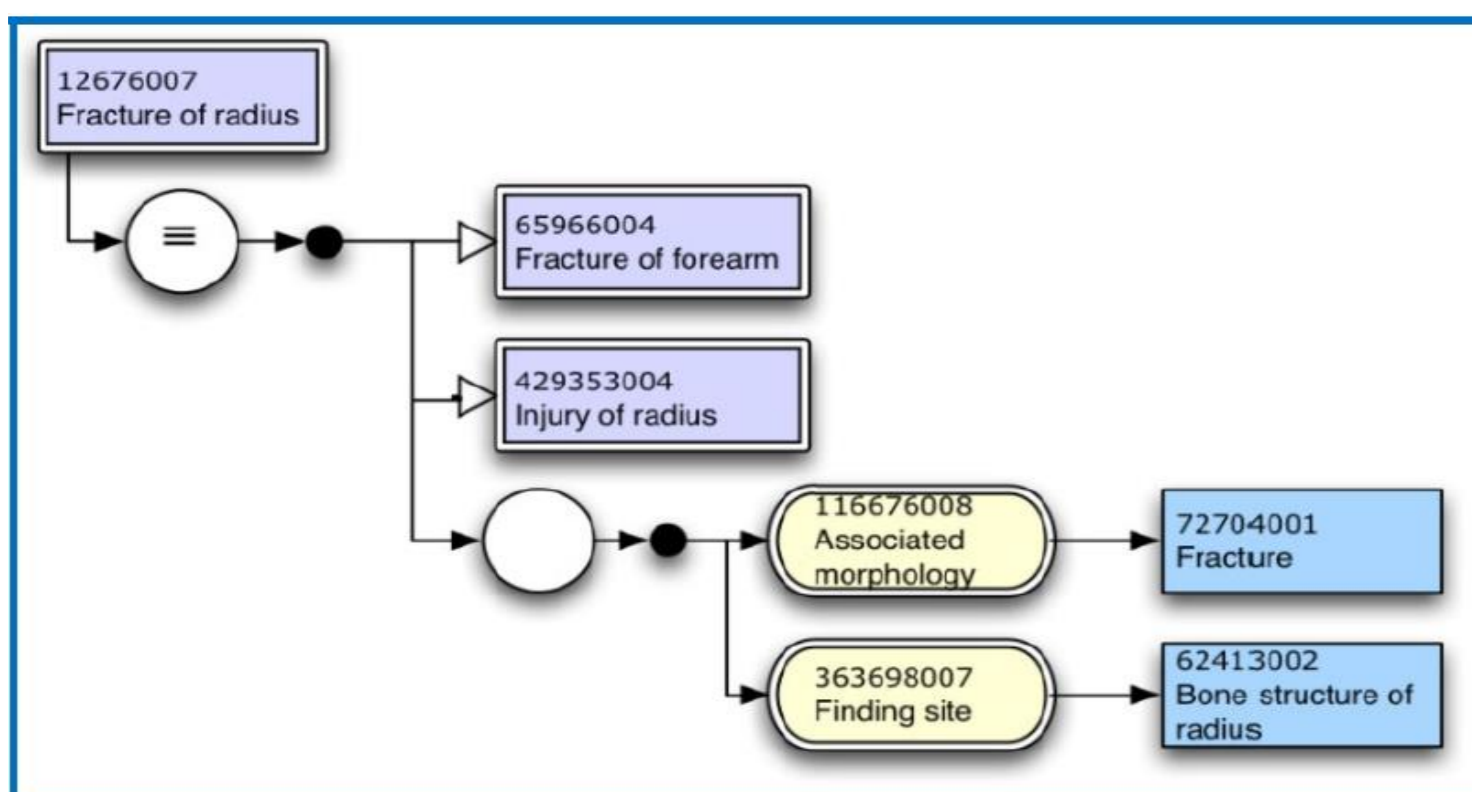 12676007
Fracture of radius
≡
65966004
Fracture of forearm
429353004
Injury of radius
116676008
Associated
morphology
72704001
Fracture
363698007
Finding site
62413002
Bone structure of
radius